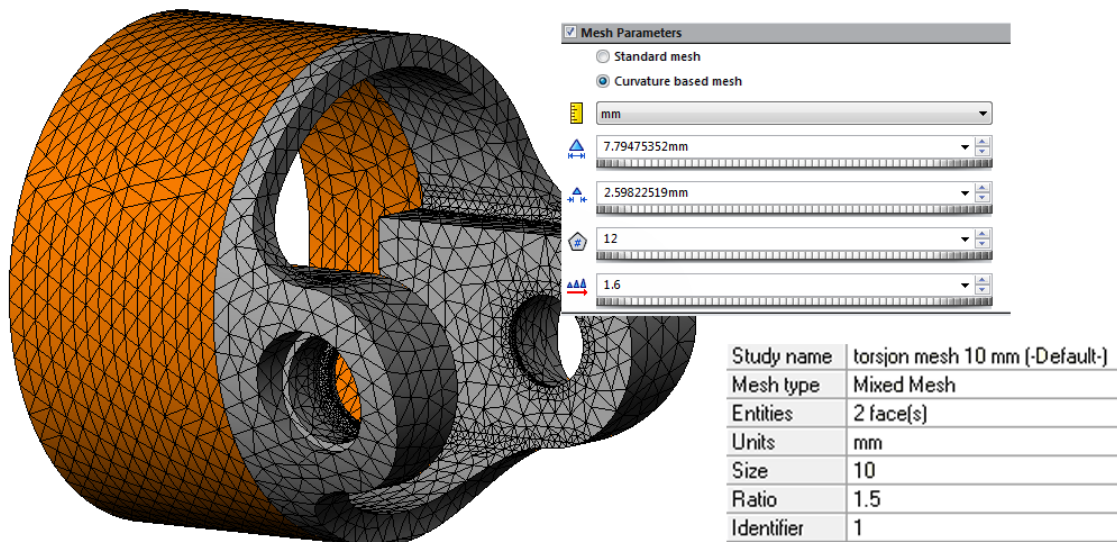 Mesh Parameters
Standard mesh
Curvature based mesh
mm
7.79475352mm
2.59822519mm
#
12
1.6
Study name torsjon mesh 10 mm (-Default-)
Mesh type Mixed Mesh
Entities 2 face(s)
Units mm
Size 10
Ratio 1.5
Identifier 1